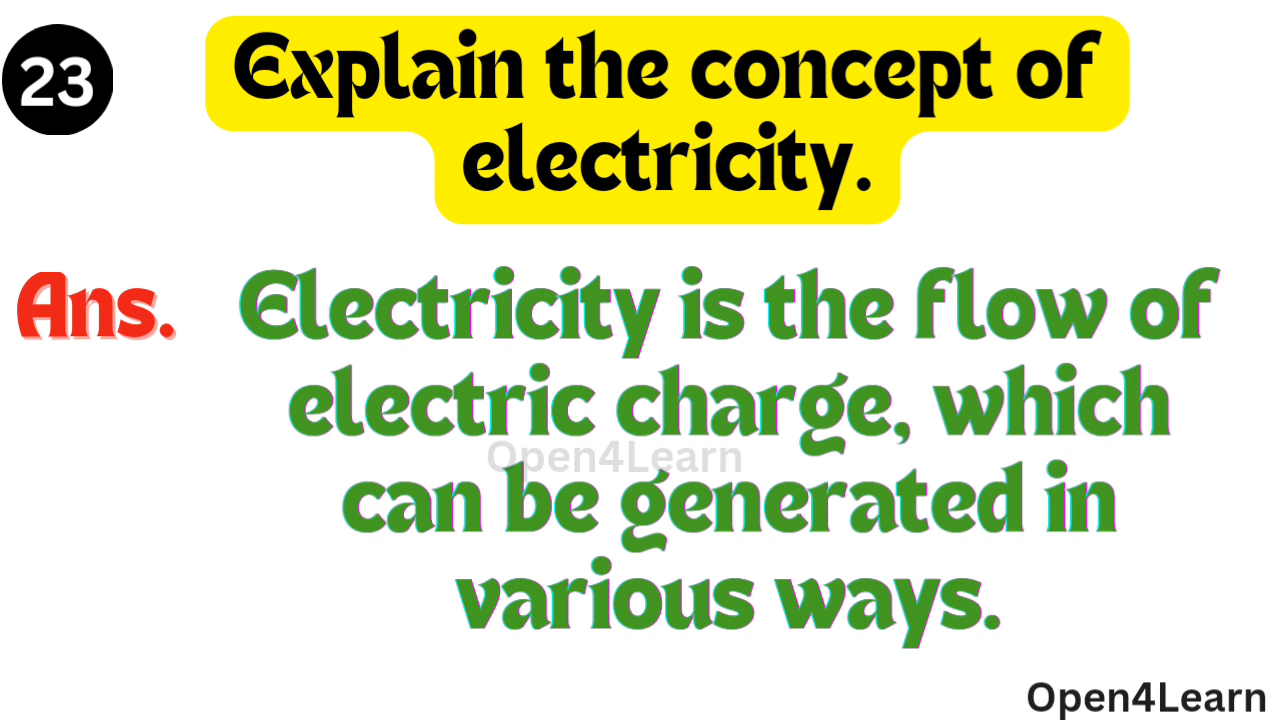 23
Explain the concept of
electricity.
Ans.
Electricity is the flow of
electric charge, which
Open4Learn
can be generated in
various ways.
Open4Learn